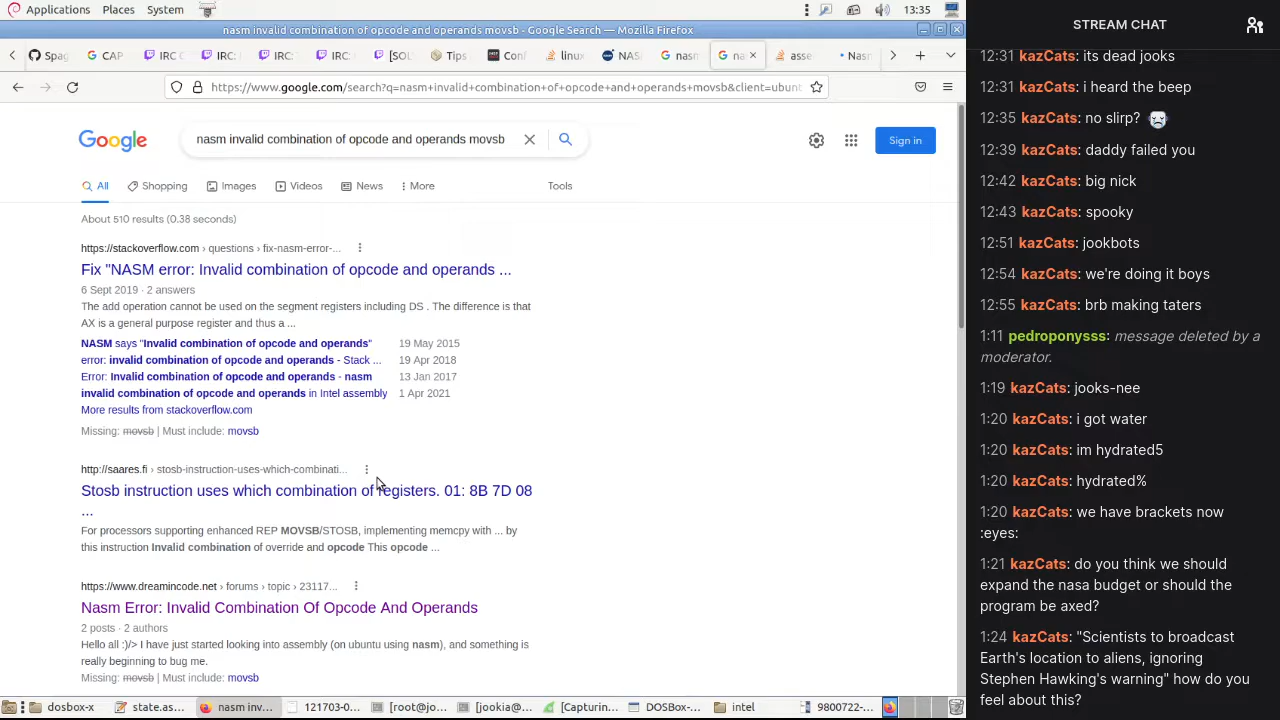 Applications Places System 13:35
nasm invalid combination of opcode and operands movsb - Google Search — Mozilla Firefox
Spag CAP IRC C IRC: IRC: IRC [SOL Tips Conf linux NAS nasm na asse Nasn
https://www.google.com/search?q=nasm+invalid+combination+of+opcode+and+operands+movsb&client=ubunt
Google
nasm invalid combination of opcode and operands movsb
Sign in
All Shopping Images Videos News More Tools
About 510 results (0.38 seconds)
https://stackoverflow.com › questions › fix-nasm-error-...
Fix "NASM error: Invalid combination of opcode and operands ...
6 Sept 2019 · 2 answers
The add operation cannot be used on the segment registers including DS . The difference is that
AX is a general purpose register and thus a ...
NASM says "Invalid combination of opcode and operands" 19 May 2015
error: invalid combination of opcode and operands - Stack ... 19 Apr 2018
Error: Invalid combination of opcode and operands - nasm 13 Jan 2017
invalid combination of opcode and operands in Intel assembly 1 Apr 2021
More results from stackoverflow.com
Missing: movsb | Must include: movsb
http://saares.fi › stosb-instruction-uses-which-combinati...
Stosb instruction uses which combination of registers. 01: 8B 7D 08
...
For processors supporting enhanced REP MOVSB/STOSB, implementing memcpy with ... by
this instruction Invalid combination of override and opcode This opcode ...
https://www.dreamincode.net › forums › topic › 23117...
Nasm Error: Invalid Combination Of Opcode And Operands
2 posts · 2 authors
Hello all :)/> I have just started looking into assembly (on ubuntu using nasm), and something is
really beginning to bug me.
Missing: movsb | Must include: movsb
dosbox-x state.as... nasm in... 121703-0... [root@jo... [jookia@... [Capturin... DOSBox-... intel 9800722-...
STREAM CHAT
12:31 kazCats: its dead jooks
12:31 kazCats: i heard the beep
12:35 kazCats: no slirp?
12:39 kazCats: daddy failed you
12:42 kazCats: big nick
12:43 kazCats: spooky
12:51 kazCats: jookbots
12:54 kazCats: we're doing it boys
12:55 kazCats: brb making taters
1:11 pedroponysss: message deleted by a
moderator.
1:19 kazCats: jooks-nee
1:20 kazCats: i got water
1:20 kazCats: im hydrated5
1:20 kazCats: hydrated%
1:20 kazCats: we have brackets now
:eyes:
1:21 kazCats: do you think we should
expand the nasa budget or should the
program be axed?
1:24 kazCats: "Scientists to broadcast
Earth's location to aliens, ignoring
Stephen Hawking's warning" how do you
feel about this?